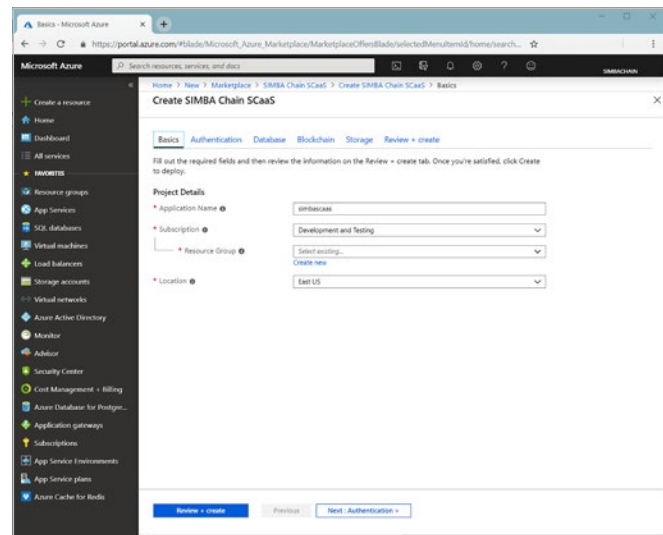 Basics - Microsoft Azure
https://portal.azure.com/#blade/Microsoft_Azure_Marketplace/MarketplaceOffersBlade/selectedMenuItemId/home/search...
Microsoft Azure
Search resources, services, and docs
SIMBACHAIN
Home > New > Marketplace > SIMBA Chain SCaaS > Create SIMBA Chain SCaaS > Basics
Create SIMBA Chain SCaaS
Create a resource
Home
Dashboard
All services
FAVORITES
Resource groups
App Services
SQL databases
Virtual machines
Load balancers
Storage accounts
Virtual networks
Azure Active Directory
Monitor
Advisor
Security Center
Cost Management + Billing
Azure Database for Postgre...
Application gateways
Subscriptions
App Service Environments
App Service plans
Azure Cache for Redis
Basics Authentication Database Blockchain Storage Review + create
Fill out the required fields and then review the information on the Review + create tab. Once you're satisfied, click Create
to deploy.
Project Details
* Application Name
simbascaas
* Subscription
Development and Testing
* Resource Group
Select existing...
Create new
* Location
East US
Review + create
Previous
Next : Authentication >